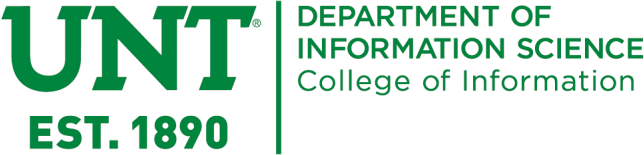 UNT®
EST. 1890
DEPARTMENT OF
INFORMATION SCIENCE
College of Information